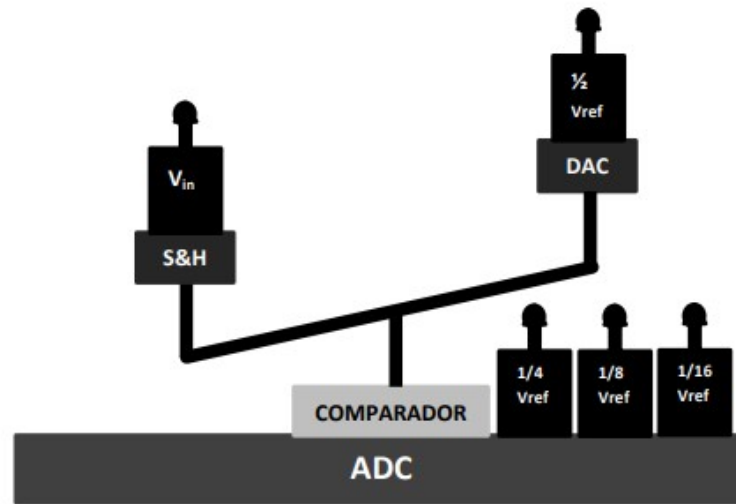 ½
Vref
DAC
Vin
S&H
1/4
Vref
1/8
Vref
1/16
Vref
COMPARADOR
ADC